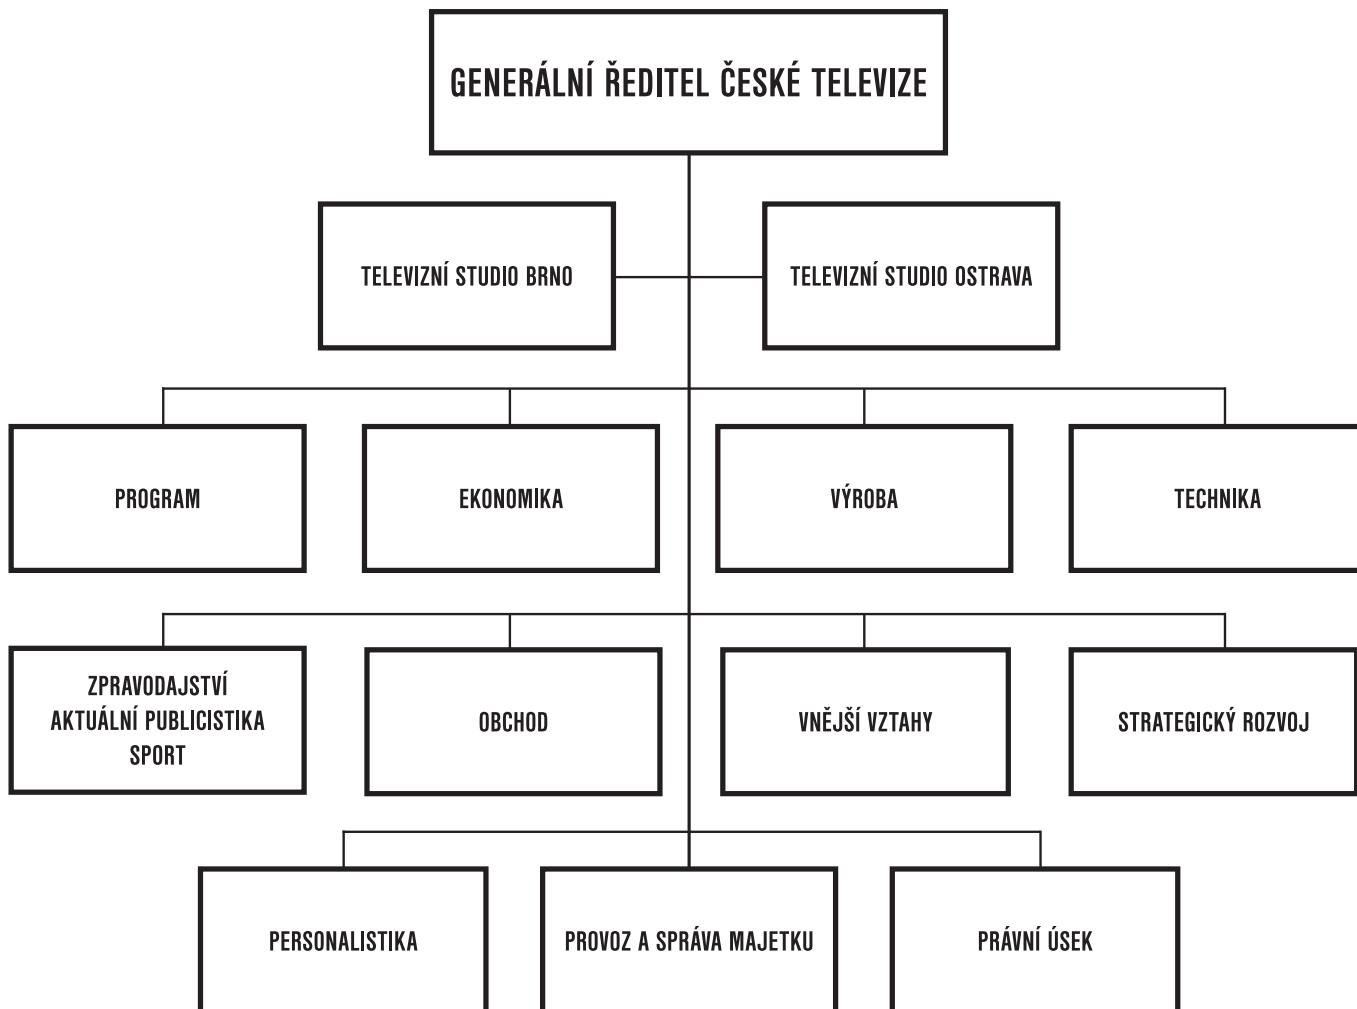 GENERÁLNÍ ŘEDITEL ČESKÉ TELEVIZE
TELEVIZNÍ STUDIO BRNO
TELEVIZNÍ STUDIO OSTRAVA
PROGRAM
EKONOMIKA
VÝROBA
TECHNIKA
ZPRAVODAJSTVÍ
AKTUÁLNÍ PUBLICISTIKA
SPORT
OBCHOD
VNĚJŠÍ VZTAHY
STRATEGICKÝ ROZVOJ
PERSONALISTIKA
PROVOZ A SPRÁVA MAJETKU
PRÁVNÍ ÚSEK